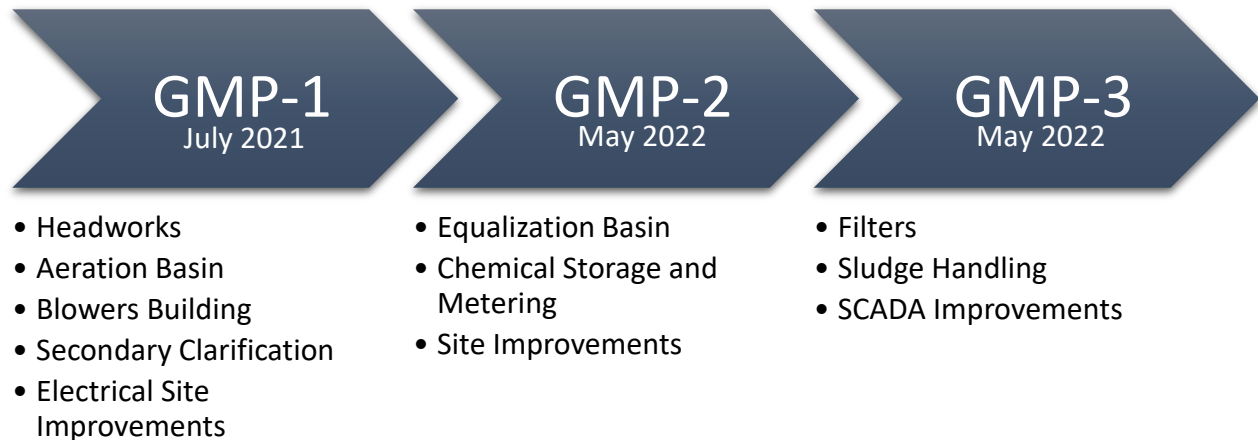 GMP-1
July 2021
• Headworks
• Aeration Basin
• Blowers Building
• Secondary Clarification
• Electrical Site
Improvements
GMP-2
May 2022
• Equalization Basin
• Chemical Storage and
Metering
• Site Improvements
GMP-3
May 2022
• Filters
• Sludge Handling
• SCADA Improvements